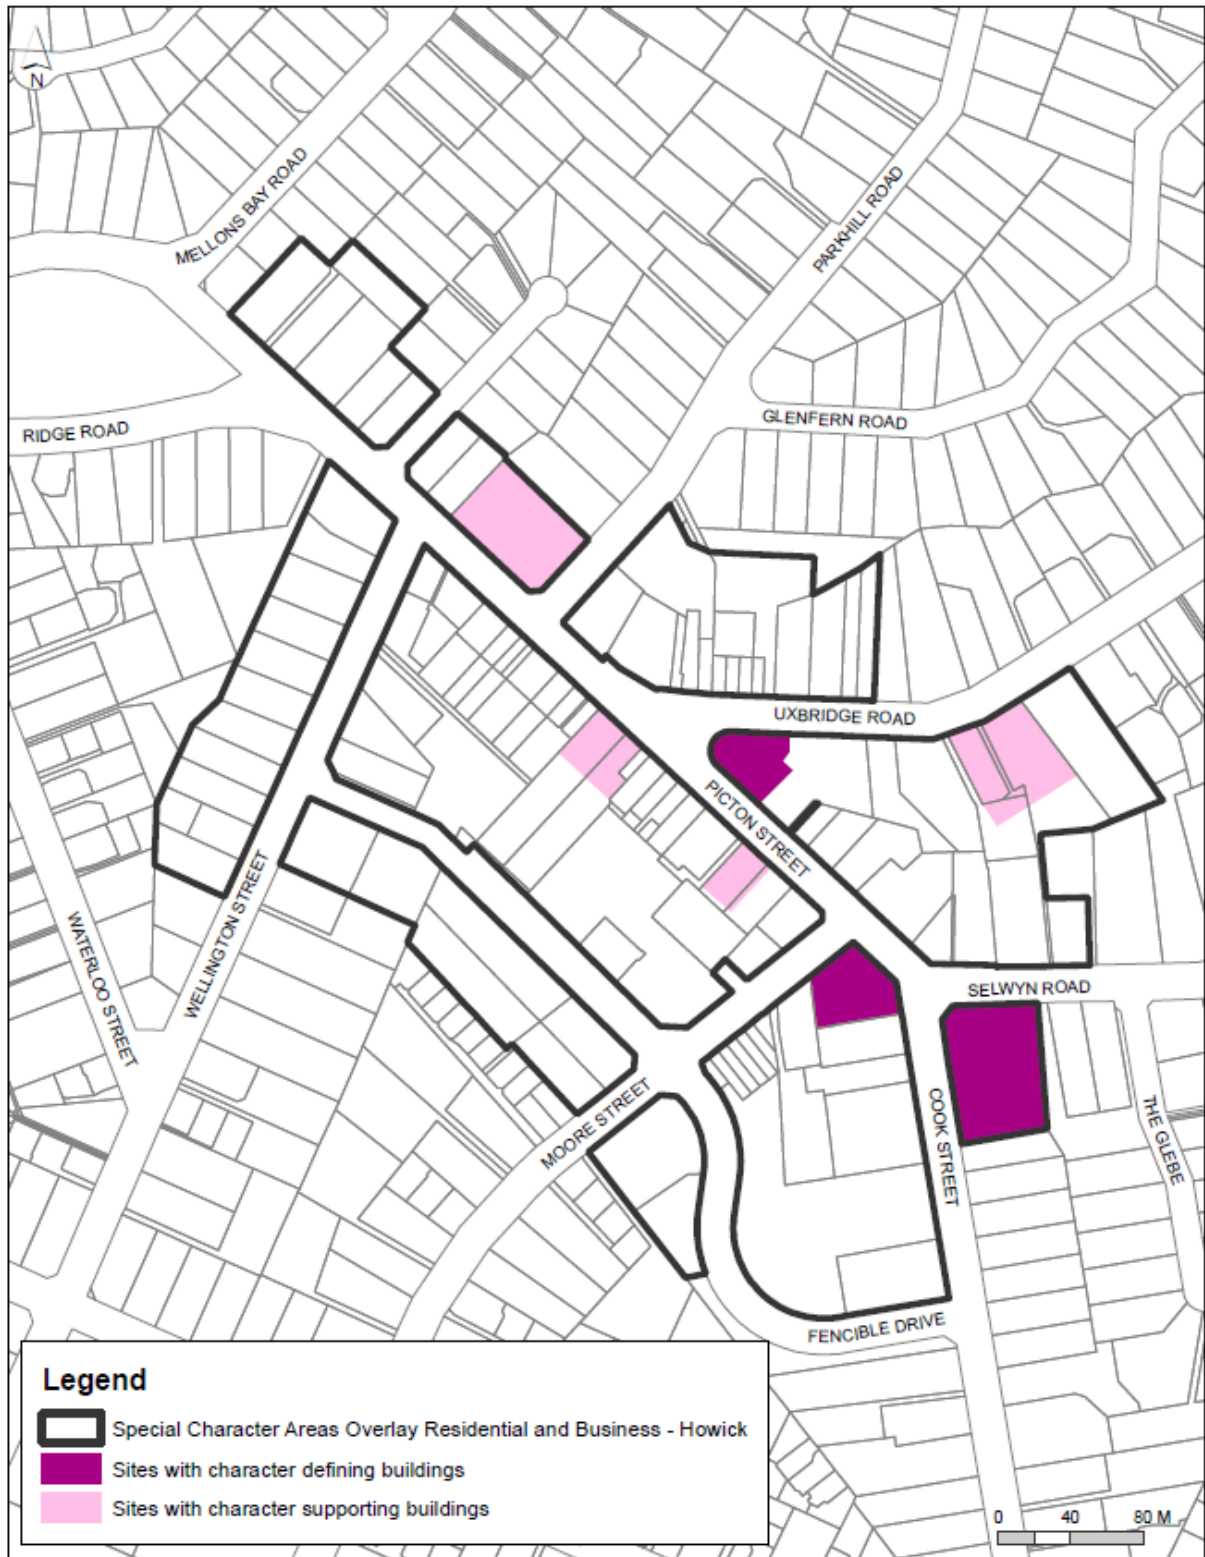 N
MELLONS BAY ROAD
PARKHILL ROAD
GLENFERN ROAD
RIDGE ROAD
UXBRIDGE ROAD
PICTON STREET
WELLINGTON STREET
WATERLOO STREET
SELWYN ROAD
MOORE STREET
COOK STREET
THE GLEBE
FENCIBLE DRIVE
Legend
Special Character Areas Overlay Residential and Business - Howick
Sites with character defining buildings
Sites with character supporting buildings
0 40 80 M